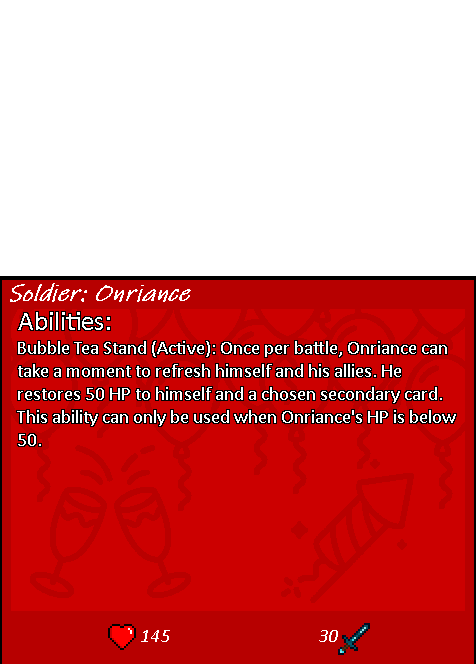 Soldier: Onriance
Abilities:
Bubble Tea Stand (Active): Once per battle, Onriance can
take a moment to refresh himself and his allies. He
restores 50 HP to himself and a chosen secondary card.
This ability can only be used when Onriance's HP is below
50.
145 30